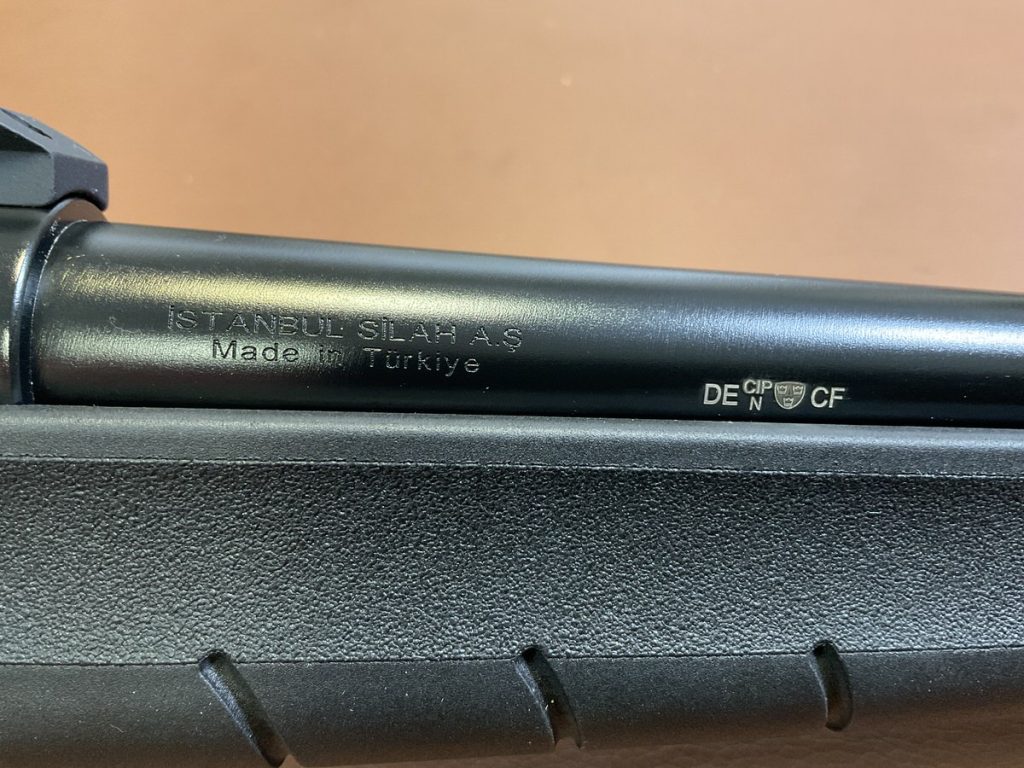 İSTANBUL SİLAH A.Ş
Made in Türkiye
DE CIP N CF